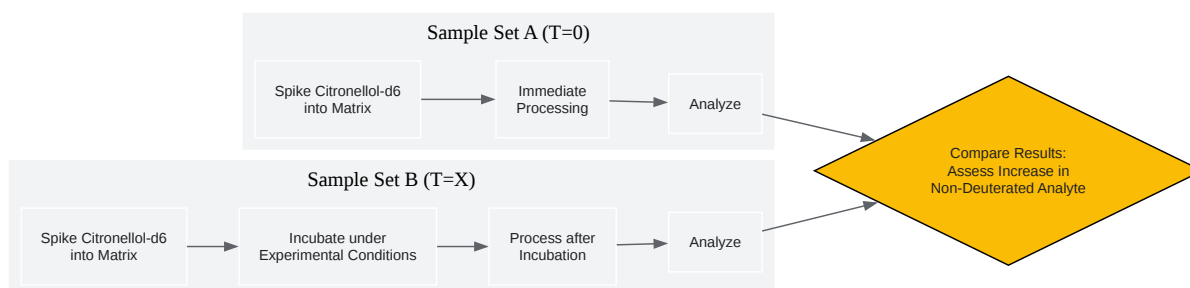 Sample Set A (T=0)
Spike Citronellol-d6
into Matrix
Immediate
Processing
Analyze
Sample Set B (T=X)
Spike Citronellol-d6
into Matrix
Incubate under
Experimental Conditions
Process after
Incubation
Analyze
Compare Results:
Assess Increase in
Non-Deuterated Analyte